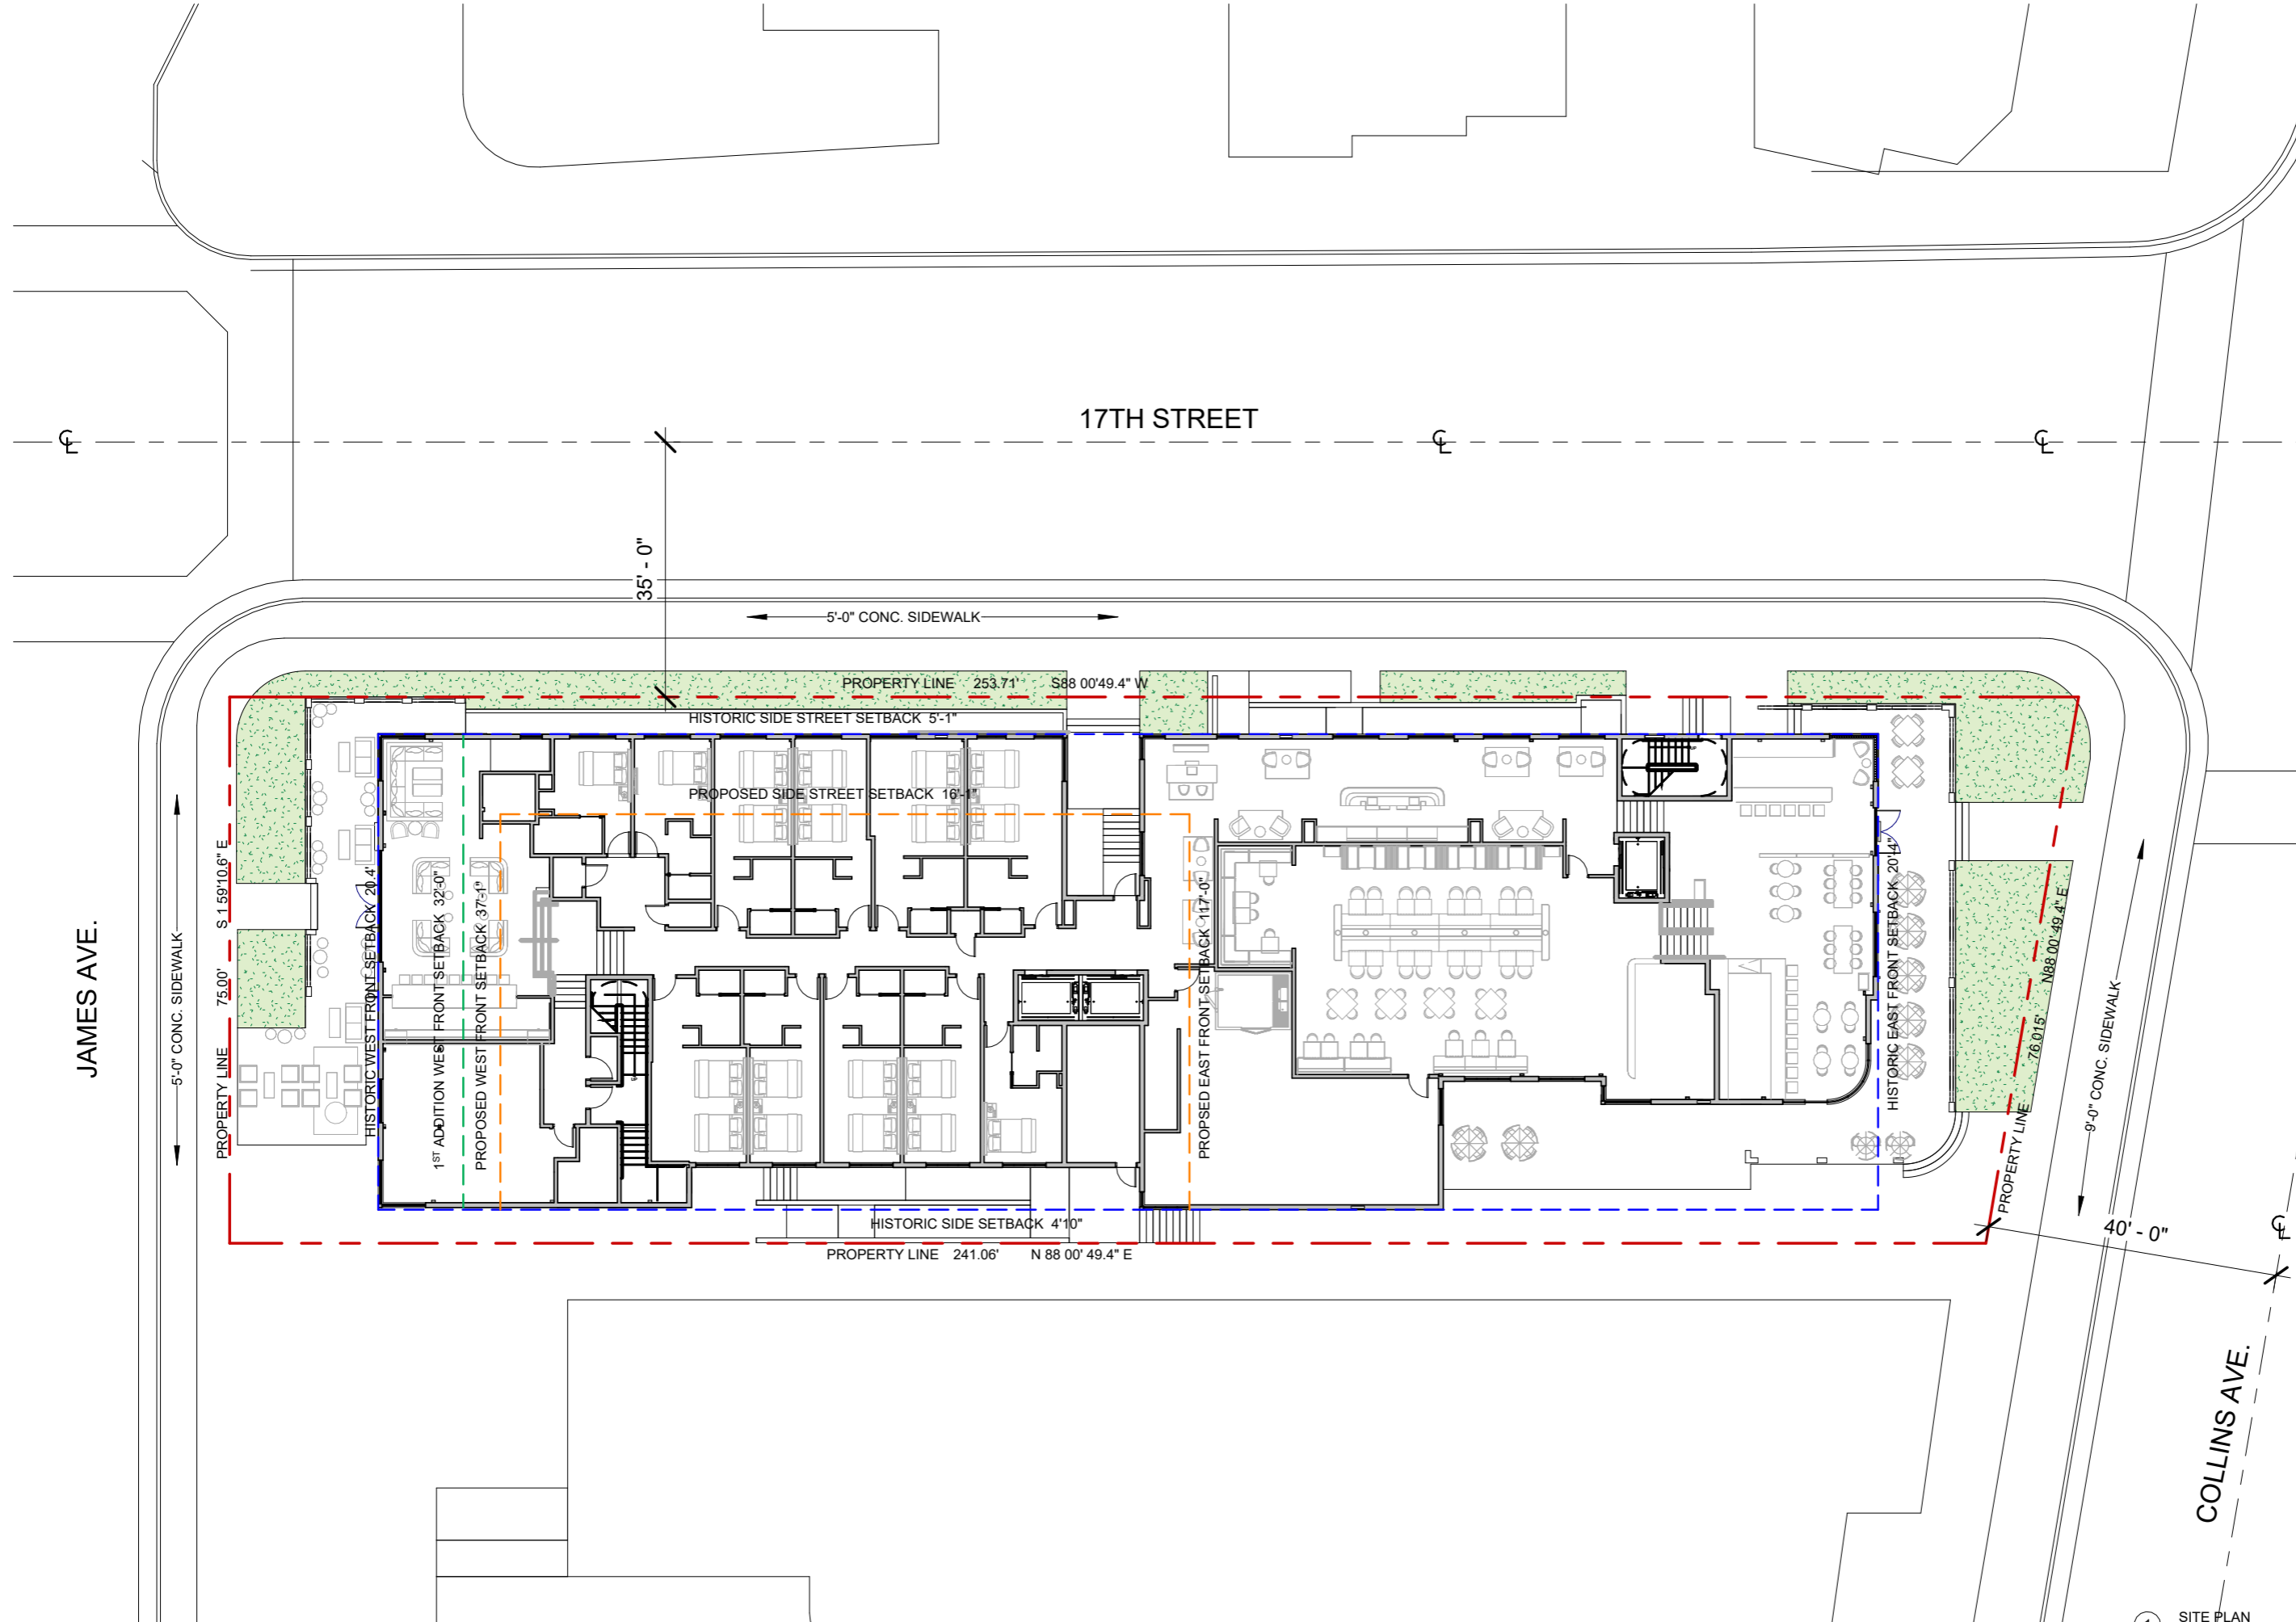 17TH STREET
35' - 0"
5'-0" CONC. SIDEWALK
PROPERTY LINE 253.71' S88 00'49.4" W
HISTORIC SIDE STREET SETBACK 5'-1"
PROPOSED SIDE STREET SETBACK 16'-1"
JAMES AVE.
5'-0" CONC. SIDEWALK
PROPERTY LINE 75.00' S 1 59'10.6" E
HISTORIC WEST FRONT SETBACK 20.4'
1ST ADDITION WEST FRONT SETBACK 32'-0"
PROPOSED WEST FRONT SETBACK 37'-1"
PROPSED EAST FRONT SETBACK 117'-0"
HISTORIC EAST FRONT SETBACK 20'4"
PROPERTY LINE 76.015' N88 00' 49.4" E
9'-0" CONC. SIDEWALK
HISTORIC SIDE SETBACK 4'10"
PROPERTY LINE 241.06' N 88 00' 49.4" E
40' - 0"
COLLINS AVE.
SITE PLAN